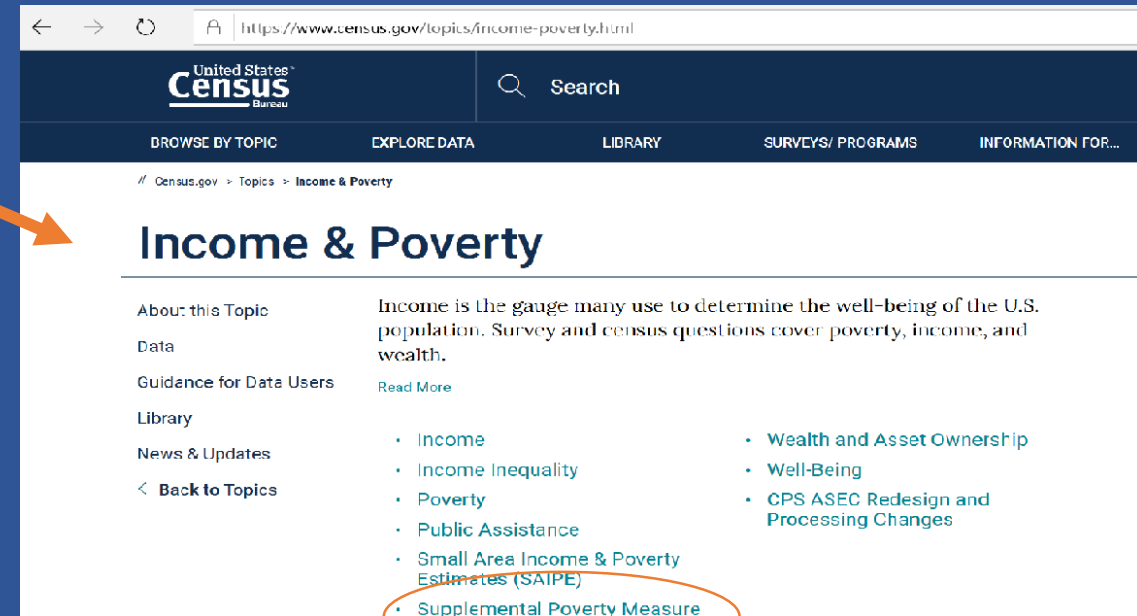 https://www.census.gov/topics/income-poverty.html
United States™
Census
Bureau
Search
BROWSE BY TOPIC
EXPLORE DATA
LIBRARY
SURVEYS/ PROGRAMS
INFORMATION FOR...
// Census.gov > Topics > Income & Poverty
Income & Poverty
About this Topic
Data
Guidance for Data Users
Library
News & Updates
< Back to Topics
Income is the gauge many use to determine the well-being of the U.S.
population. Survey and census questions cover poverty, income, and
wealth.
Read More
• Income
• Income Inequality
• Poverty
• Public Assistance
• Small Area Income & Poverty
Estimates (SAIPE)
• Supplemental Poverty Measure
• Wealth and Asset Ownership
• Well-Being
• CPS ASEC Redesign and
Processing Changes